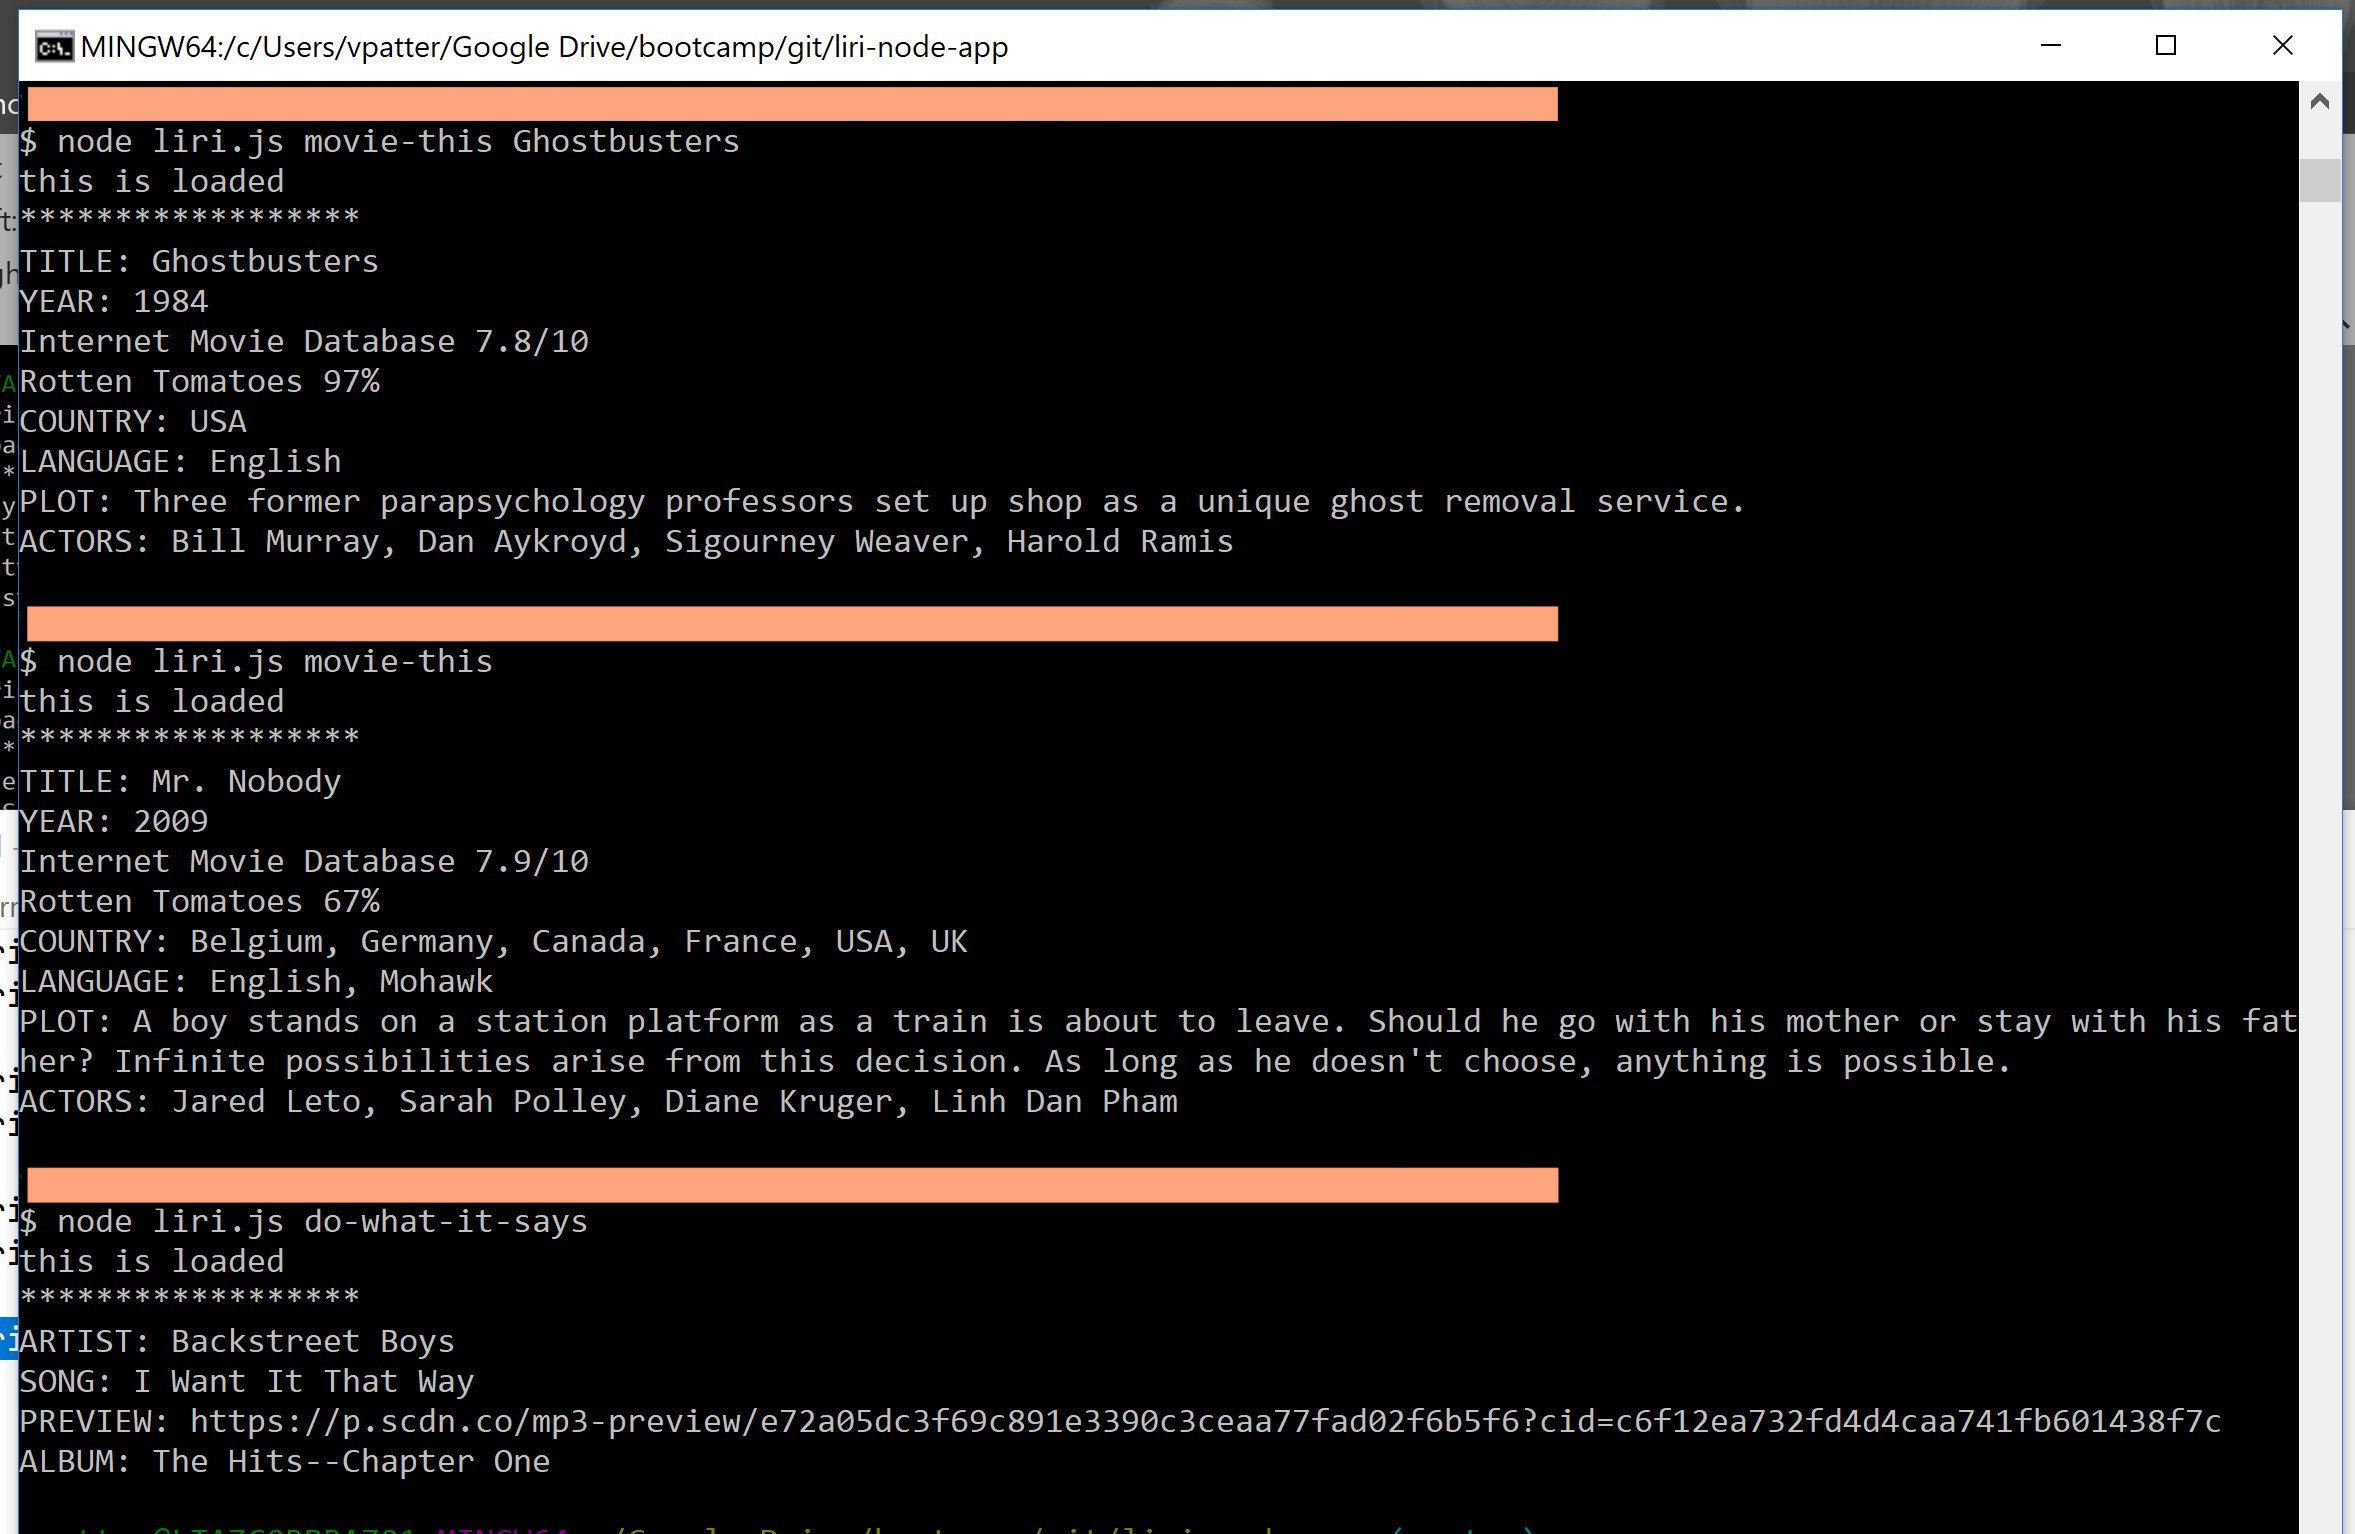 MINGW64:/c/Users/vpatter/Google Drive/bootcamp/git/liri-node-app
$ node liri.js movie-this Ghostbusters
this is loaded
******************
TITLE: Ghostbusters
YEAR: 1984
Internet Movie Database 7.8/10
Rotten Tomatoes 97%
COUNTRY: USA
LANGUAGE: English
PLOT: Three former parapsychology professors set up shop as a unique ghost removal service.
ACTORS: Bill Murray, Dan Aykroyd, Sigourney Weaver, Harold Ramis
$ node liri.js movie-this
this is loaded
******************
TITLE: Mr. Nobody
YEAR: 2009
Internet Movie Database 7.9/10
Rotten Tomatoes 67%
COUNTRY: Belgium, Germany, Canada, France, USA, UK
LANGUAGE: English, Mohawk
PLOT: A boy stands on a station platform as a train is about to leave. Should he go with his mother or stay with his fat
her? Infinite possibilities arise from this decision. As long as he doesn't choose, anything is possible.
ACTORS: Jared Leto, Sarah Polley, Diane Kruger, Linh Dan Pham
$ node liri.js do-what-it-says
this is loaded
******************
ARTIST: Backstreet Boys
SONG: I Want It That Way
PREVIEW: https://p.scdn.co/mp3-preview/e72a05dc3f69c891e3390c3ceaa77fad02f6b5f6?cid=c6f12ea732fd4d4caa741fb601438f7c
ALBUM: The Hits--Chapter One